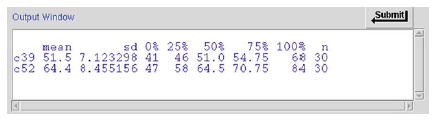 Output Window
Submit
mean sd 0% 25% 50% 75% 100% n
c39 51.5 7.123298 41 46 51.0 54.75 68 30
c52 64.4 8.455156 47 58 64.5 70.75 84 30